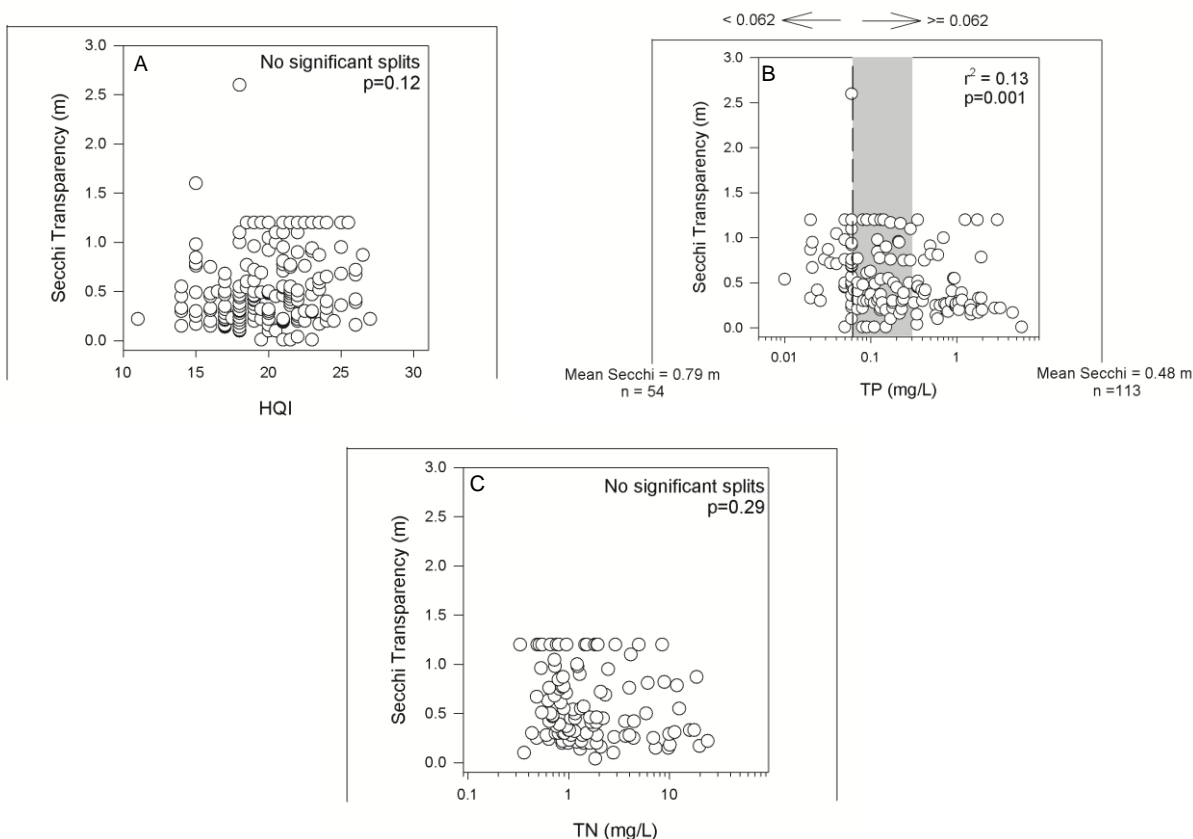 A
No significant splits
p=0.12
Secchi Transparency (m)
3.0
2.5
2.0
1.5
1.0
0.5
0.0
10
15
20
25
30
HQI
< 0.062
>= 0.062
B
r² = 0.13
p=0.001
Secchi Transparency (m)
3.0
2.5
2.0
1.5
1.0
0.5
0.0
0.01
0.1
1
TP (mg/L)
Mean Secchi = 0.79 m
n = 54
Mean Secchi = 0.48 m
n =113
C
No significant splits
p=0.29
Secchi Transparency (m)
3.0
2.5
2.0
1.5
1.0
0.5
0.0
0.1
1
10
TN (mg/L)